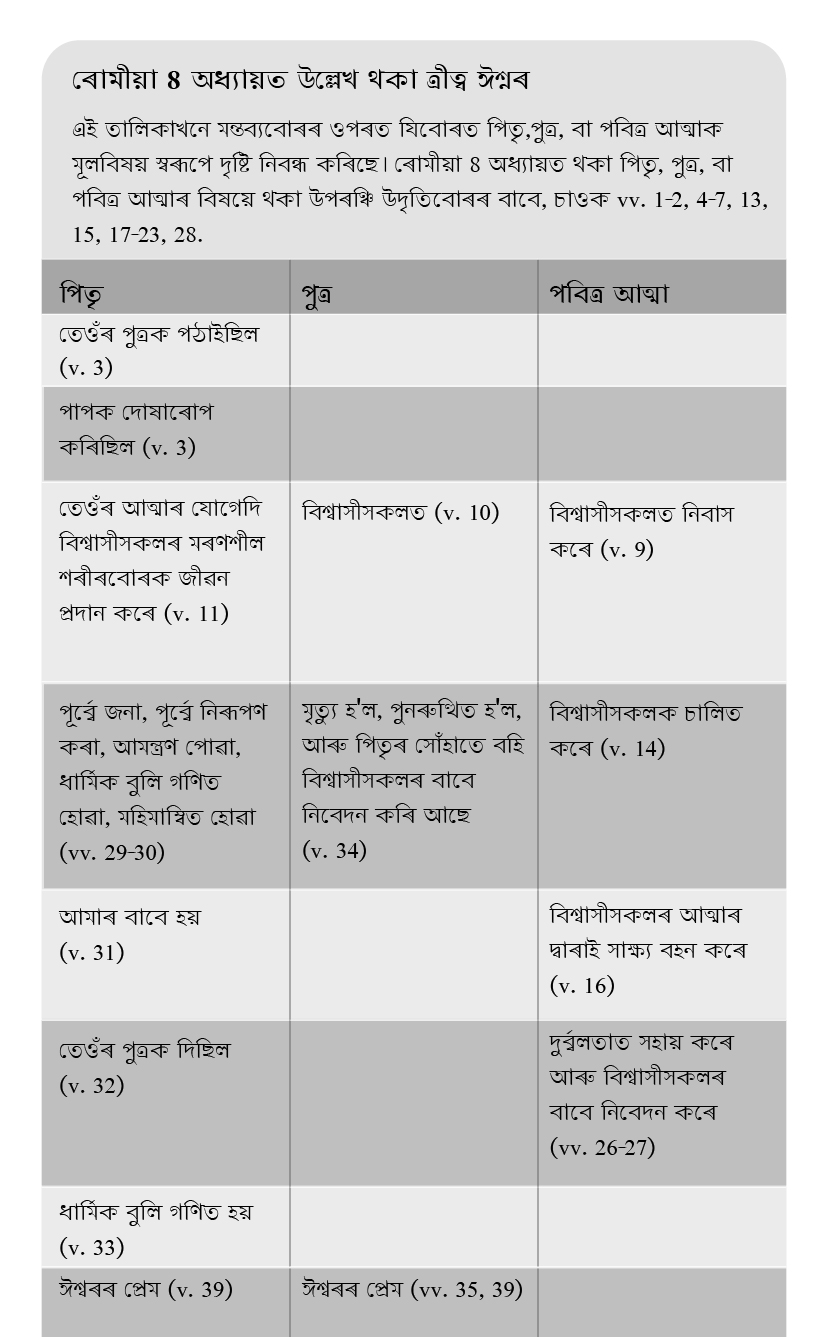 ৰোমীয়া 8 অধ্যায়ত উল্লেখ থকা ত্ৰীত্ব ঈশ্বৰ
এই তালিকাখনে মন্তব্যবোৰৰ ওপৰত যিবোৰত পিতৃ,পুত্ৰ, বা পবিত্ৰ আত্মাক
মূলবিষয় স্বৰূপে দৃষ্টি নিবন্ধ কৰিছে। ৰোমীয়া 8 অধ্যায়ত থকা পিতৃ, পুত্ৰ, বা
পবিত্ৰ আত্মাৰ বিষয়ে থকা উপৰঞ্চি উদৃতিবোৰৰ বাবে, চাওক vv. 1-2, 4-7, 13,
15, 17-23, 28.
পিতৃ
পুত্ৰ
পবিত্ৰ আত্মা
তেওঁৰ পুত্ৰক পঠাইছিল
(v. 3)
পাপক দোষাৰোপ
কৰিছিল (v. 3)
তেওঁৰ আত্মাৰ যোগেদি
বিশ্বাসীসকলৰ মৰণশীল
শৰীৰবোৰক জীৱন
প্ৰদান কৰে (v. 11)
বিশ্বাসীসকলত (v. 10)
বিশ্বাসীসকলত নিবাস
কৰে (v. 9)
পূৰ্ব্বে জনা, পূৰ্ব্বে নিৰূপণ
কৰা, আমন্ত্ৰণ পোৱা,
ধাৰ্মিক বুলি গণিত
হোৱা, মহিমান্বিত হোৱা
(vv. 29-30)
মৃত্যু হ'ল, পুনৰুত্থিত হ'ল,
আৰু পিতৃৰ সোঁহাতে বহি
বিশ্বাসীসকলৰ বাবে
নিবেদন কৰি আছে
(v. 34)
বিশ্বাসীসকলক চালিত
কৰে (v. 14)
আমাৰ বাবে হয়
(v. 31)
বিশ্বাসীসকলৰ আত্মাৰ
দ্বাৰাই সাক্ষ্য বহন কৰে
(v. 16)
তেওঁৰ পুত্ৰক দিছিল
(v. 32)
দুৰ্ব্বলতাত সহায় কৰে
আৰু বিশ্বাসীসকলৰ
বাবে নিবেদন কৰে
(vv. 26-27)
ধাৰ্মিক বুলি গণিত হয়
(v. 33)
ঈশ্বৰৰ প্ৰেম (v. 39)
ঈশ্বৰৰ প্ৰেম (vv. 35, 39)